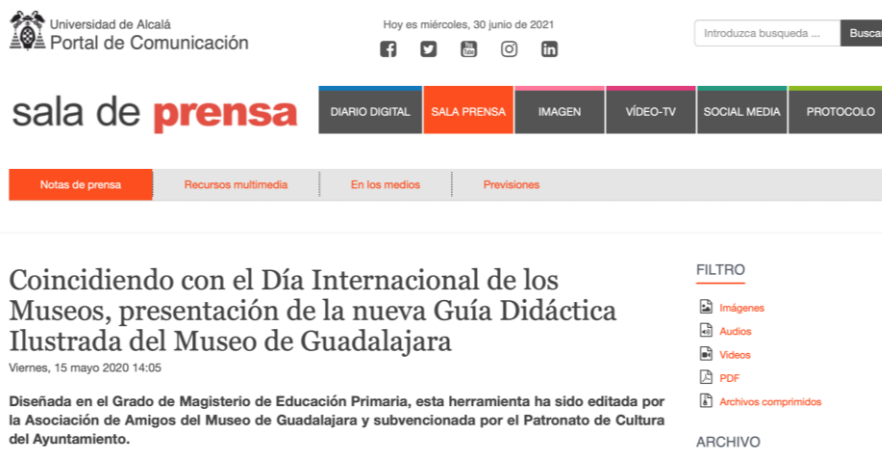 Universidad de Alcalá
Portal de Comunicación
Hoy es miércoles, 30 junio de 2021
Introduzca busqueda ...
Buscar
sala de prensa
DIARIO DIGITAL
SALA PRENSA
IMAGEN
VÍDEO-TV
SOCIAL MEDIA
PROTOCOLO
Notas de prensa
Recursos multimedia
En los medios
Previsiones
Coincidiendo con el Día Internacional de los
Museos, presentación de la nueva Guía Didáctica
Ilustrada del Museo de Guadalajara
Viernes, 15 mayo 2020 14:05
Diseñada en el Grado de Magisterio de Educación Primaria, esta herramienta ha sido editada por
la Asociación de Amigos del Museo de Guadalajara y subvencionada por el Patronato de Cultura
del Ayuntamiento.
FILTRO
Imágenes
Audios
Videos
PDF
Archivos comprimidos
ARCHIVO